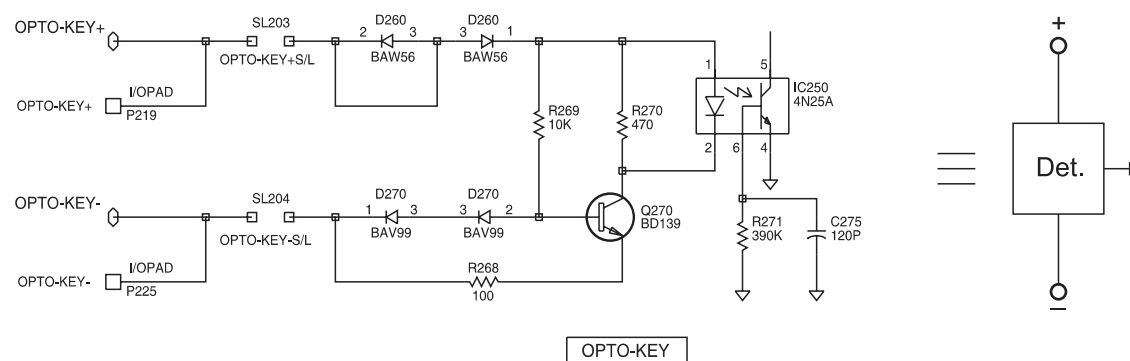 OPTO-KEY+
SL203
OPTO-KEY+S/L
D260
2 3
BAW56
D260
3 1
BAW56
I/OPAD
OPTO-KEY+
P219
R269
10K
R270
470
1 5
IC250
4N25A
2 6 4
OPTO-KEY-
SL204
OPTO-KEY-S/L
D270
1 3
BAV99
D270
3 2
BAV99
Q270
BD139
R271
390K
C275
120P
I/OPAD
OPTO-KEY-
P225
R268
100
OPTO-KEY
+
Det.
−